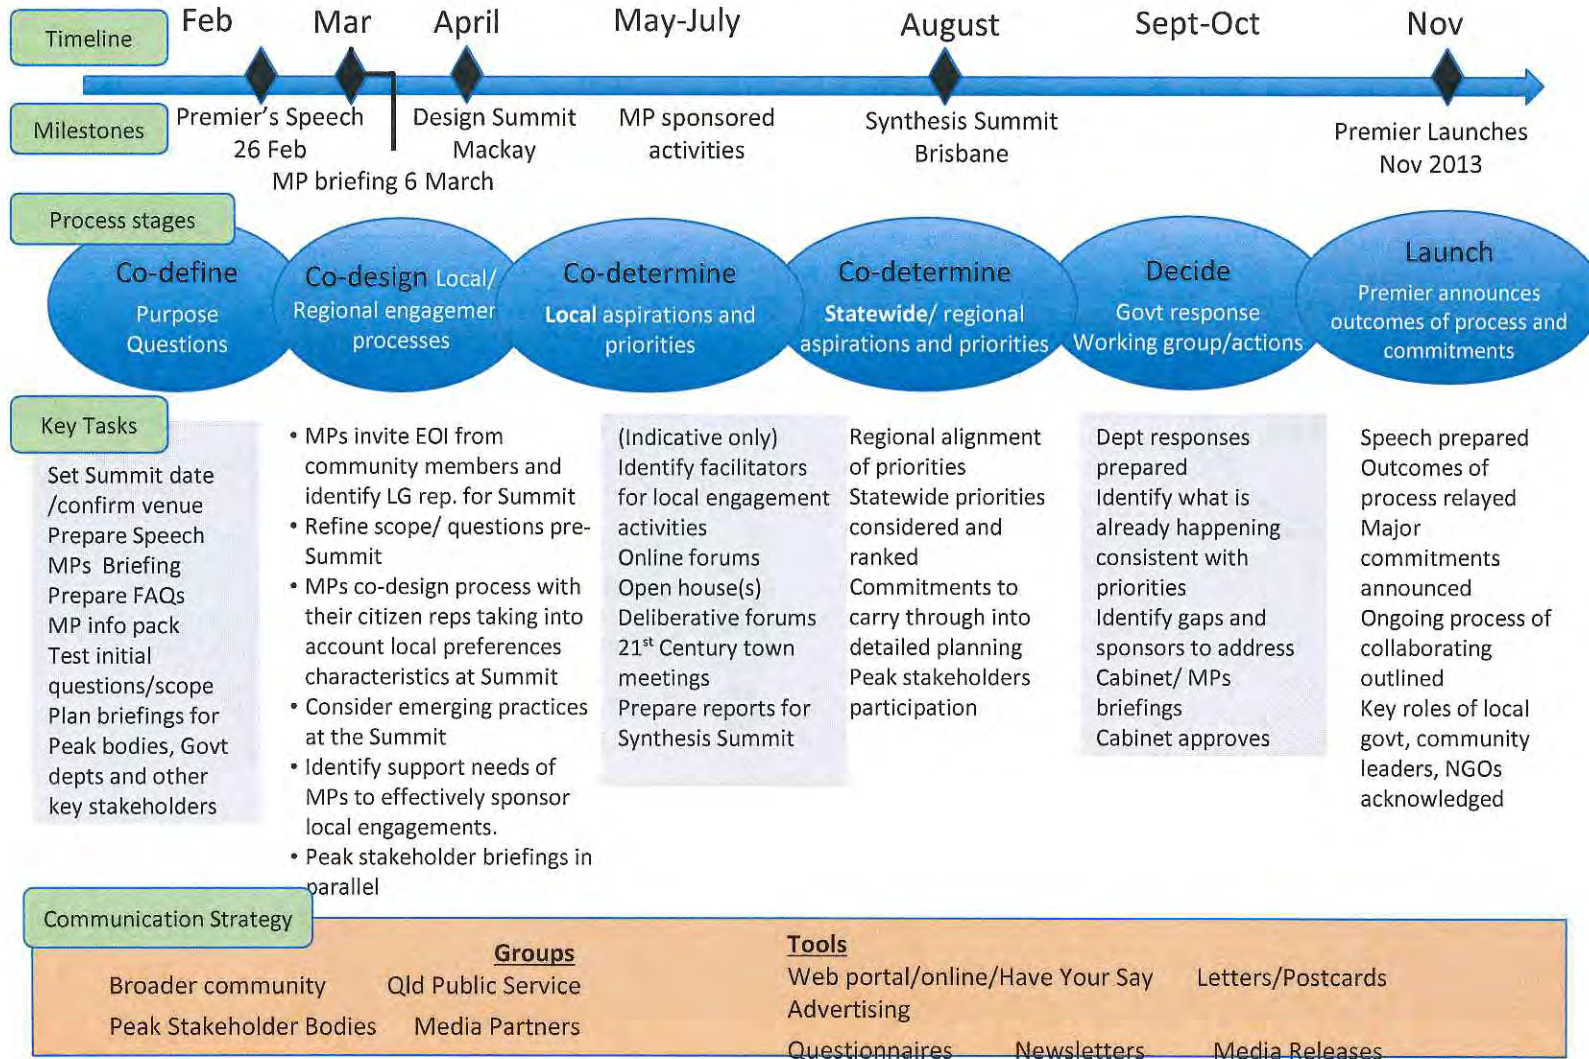 Timeline
Feb
Mar
April
May-July
August
Sept-Oct
Nov
Milestones
Premier's Speech
26 Feb
MP briefing 6 March
Design Summit
Mackay
MP sponsored
activities
Synthesis Summit
Brisbane
Premier Launches
Nov 2013
Process stages
Co-define
Purpose
Questions
Co-design Local/
Regional engagemer
processes
Co-determine
Local aspirations and
priorities
Co-determine
Statewide/ regional
aspirations and priorities
Decide
Govt response
Working group/actions
Launch
Premier announces
outcomes of process and
commitments
Key Tasks
Set Summit date
/confirm venue
Prepare Speech
MPs Briefing
Prepare FAQs
MP info pack
Test initial
questions/scope
Plan briefings for
Peak bodies, Govt
depts and other
key stakeholders
• MPs invite EOI from
community members and
identify LG rep. for Summit
• Refine scope/ questions pre-
Summit
• MPs co-design process with
their citizen reps taking into
account local preferences
characteristics at Summit
• Consider emerging practices
at the Summit
• Identify support needs of
MPs to effectively sponsor
local engagements.
• Peak stakeholder briefings in
parallel
(Indicative only)
Identify facilitators
for local engagement
activities
Online forums
Open house(s)
Deliberative forums
21st Century town
meetings
Prepare reports for
Synthesis Summit
Regional alignment
of priorities
Statewide priorities
considered and
ranked
Commitments to
carry through into
detailed planning
Peak stakeholders
participation
Dept responses
prepared
Identify what is
already happening
consistent with
priorities
Identify gaps and
sponsors to address
Cabinet/ MPs
briefings
Cabinet approves
Speech prepared
Outcomes of
process relayed
Major
commitments
announced
Ongoing process of
collaborating
outlined
Key roles of local
govt, community
leaders, NGOs
acknowledged
Communication Strategy
Groups
Broader community Qld Public Service
Peak Stakeholder Bodies Media Partners
Tools
Web portal/online/Have Your Say Letters/Postcards
Advertising
Questionnaires Newsletters Media Releases